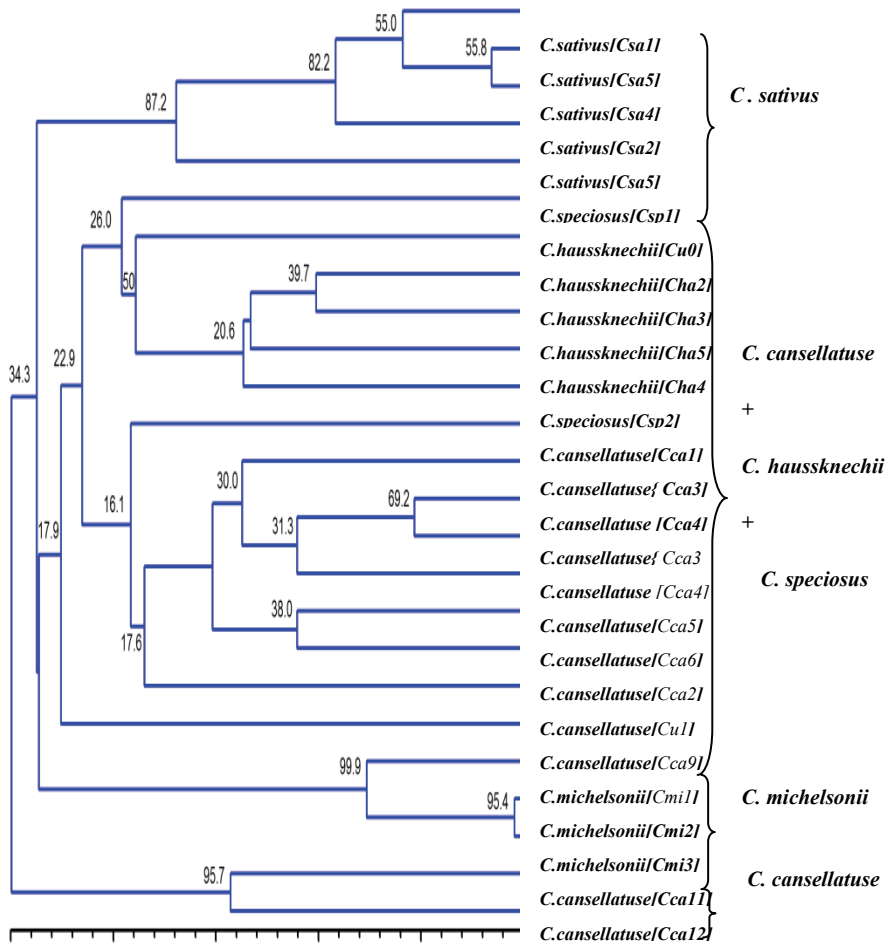 55.0
55.8
82.2
87.2
26.0
50
39.7
20.6
22.9
34.3
30.0
69.2
16.1
31.3
17.9
38.0
17.6
99.9
95.4
95.7
C.sativus[Csa1]
C.sativus[Csa5]
C.sativus[Csa4]
C.sativus[Csa2]
C.sativus[Csa5]
C.speciosus[Csp1]
C.haussknechii[Cu0]
C.haussknechii[Cha2]
C.haussknechii[Cha3]
C.haussknechii[Cha5]
C.haussknechii[Cha4
C.speciosus[Csp2]
C.cansellatuse[Cca1]
C.cansellatuse{ Cca3]
C.cansellatuse [Cca4]
C.cansellatuse{ Cca3
C.cansellatuse [Cca4]
C.cansellatuse[Cca5]
C.cansellatuse[Cca6]
C.cansellatuse[Cca2]
C.cansellatuse[Cu1]
C.cansellatuse[Cca9]
C.michelsonii[Cmi1]
C.michelsonii[Cmi2]
C.michelsonii[Cmi3]
C.cansellatuse[Cca11]
C.cansellatuse[Cca12]
C . sativus
C. cansellatuse
+
C. haussknechii
+
C. speciosus
C. michelsonii
C. cansellatuse